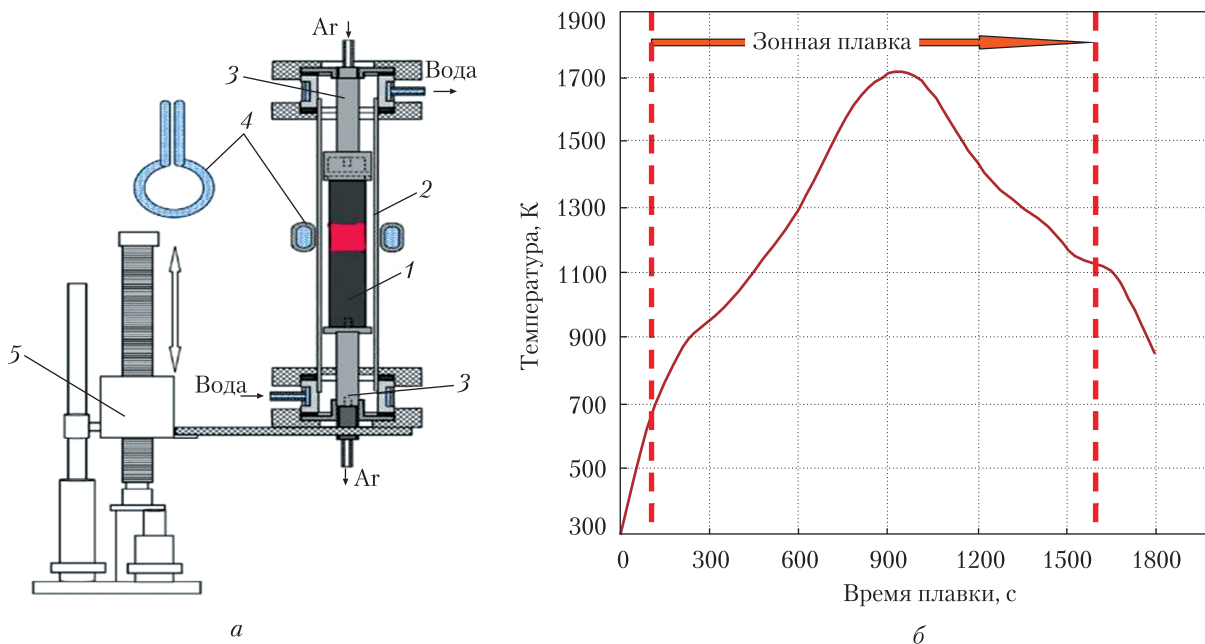 Ar
Вода
3
4
2
1
5
Вода
3
Ar
а
1900
1700
1500
1300
1100
900
700
500
300
Температура, К
Зонная плавка
0 300 600 900 1200 1500 1800
Время плавки, с
б